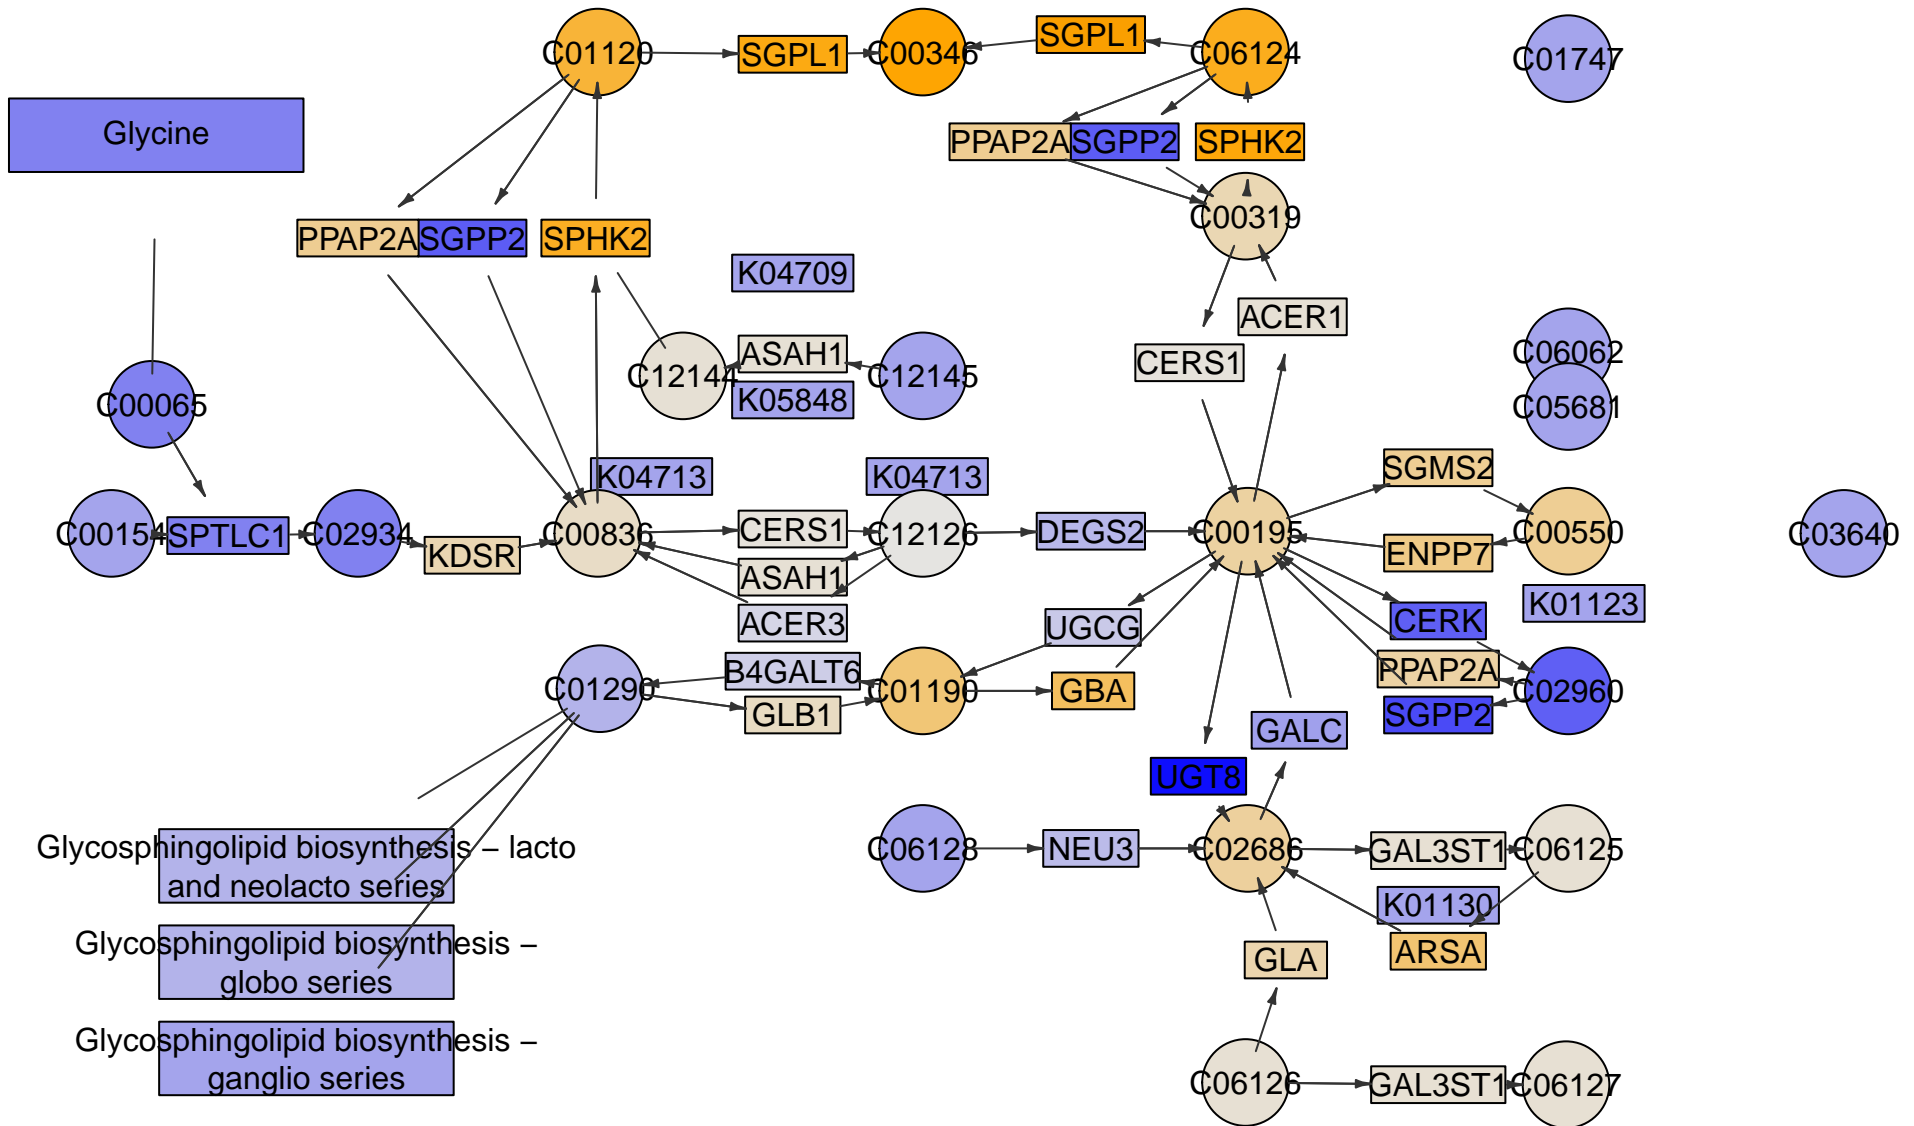 C01120
SGPL1
C00346
SGPL1
C06124
C01747
Glycine
PPAP2A
SGPP2
SPHK2
C00319
PPAP2A
SGPP2
SPHK2
K04709
ACER1
ASAH1
CERS1
C06062
C12144
C12145
C00065
K05848
C05681
K04713
K04713
SGMS2
C00154
SPTLC1
C02934
KDSR
C00836
CERS1
C12126
DEGS2
C00195
C00550
C03640
ENPP7
ASAH1
K01123
ACER3
UGCG
CERK
B4GALT6
PPAP2A
C01290
C01190
GBA
C02960
GLB1
SGPP2
GALC
UGT8
Glycosphingolipid biosynthesis – lacto
and neolacto series
C06128
NEU3
C02686
GAL3ST1
C06125
K01130
Glycosphingolipid biosynthesis –
globo series
GLA
ARSA
Glycosphingolipid biosynthesis –
ganglio series
C06126
GAL3ST1
C06127